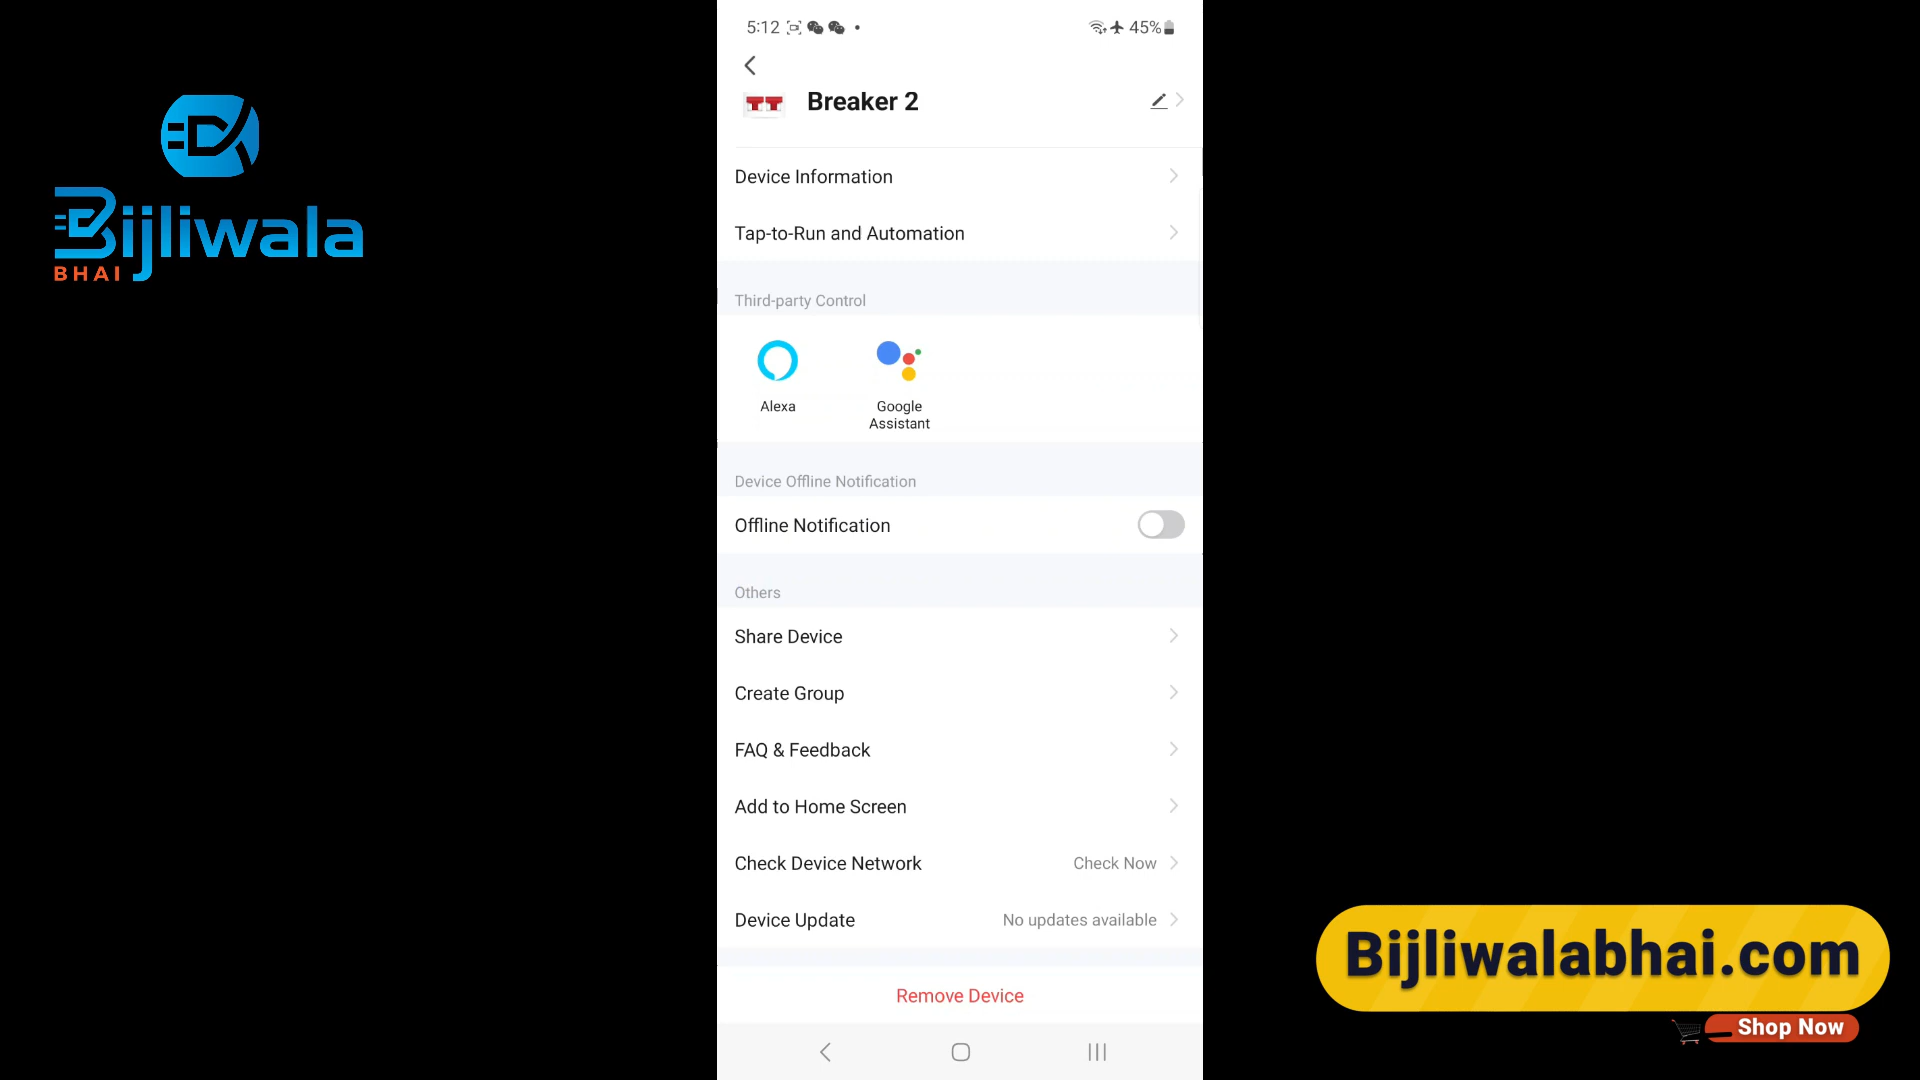 5:12
45%
Breaker 2
Device Information
Tap-to-Run and Automation
Third-party Control
Alexa
Google
Assistant
Device Offline Notification
Offline Notification
Others
Share Device
Create Group
FAQ & Feedback
Add to Home Screen
Check Device Network Check Now
Device Update No updates available
Remove Device
Bijliwala
BHAI
Bijliwalabhai.com
Shop Now